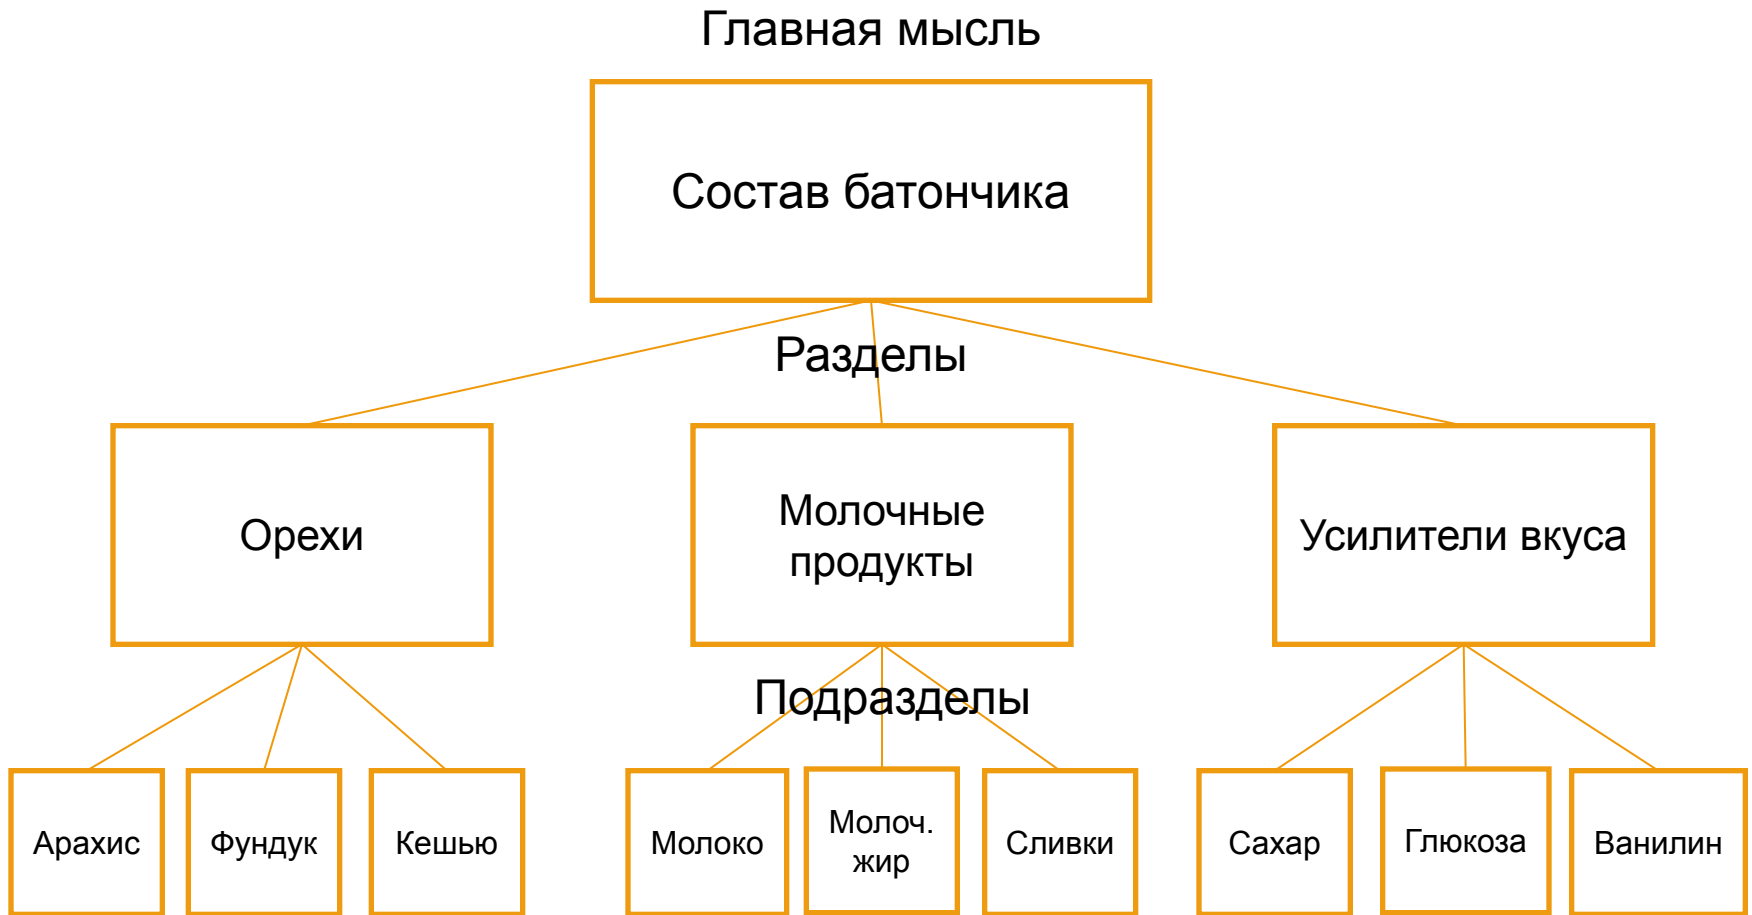 Главная мысль
Состав батончика
Разделы
Орехи
Молочные
продукты
Усилители вкуса
Подразделы
Арахис
Фундук
Кешью
Молоко
Молоч.
жир
Сливки
Сахар
Глюкоза
Ванилин